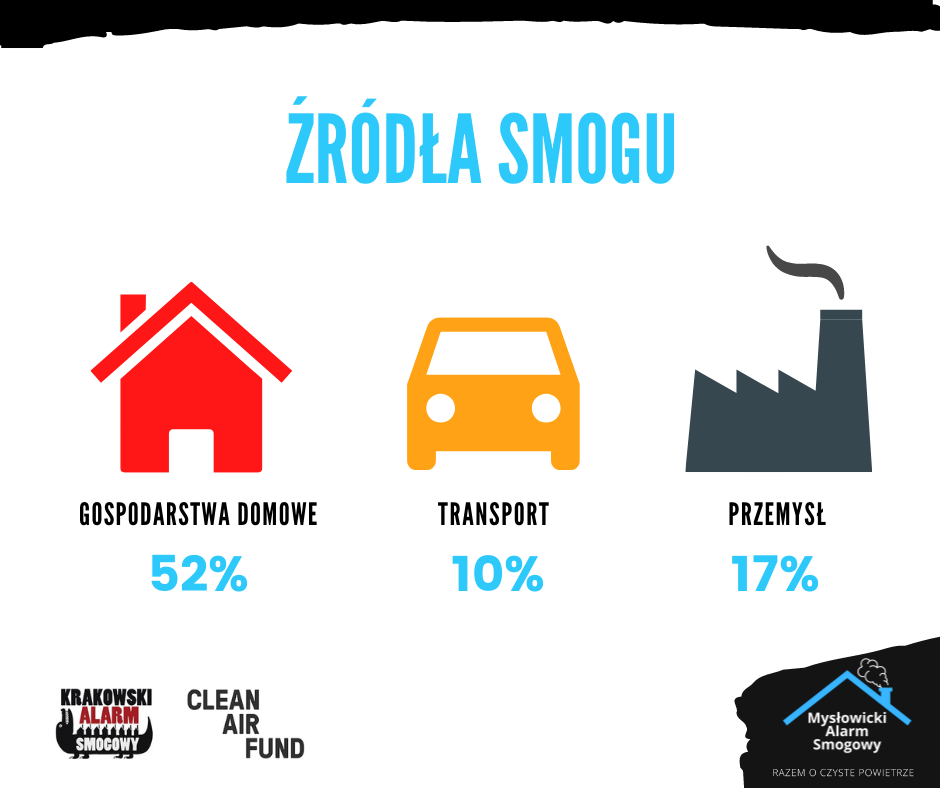 ŹRÓDŁA SMOGU
GOSPODARSTWA DOMOWE
52%
TRANSPORT
10%
PRZEMYSŁ
17%
KRAKOWSKI
ALARM
SMOGOWY
CLEAN
AIR
FUND
Mysłowicki
Alarm
Smogowy
RAZEM O CZYSTE POWIETRZE